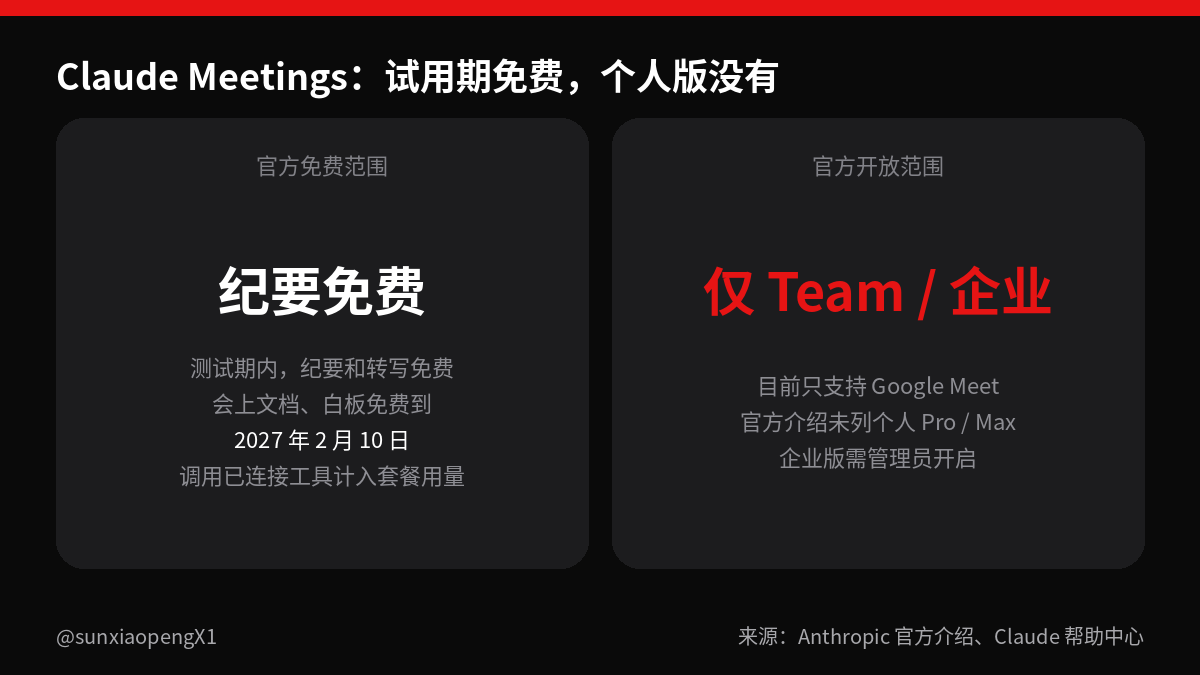 Claude Meetings：试用期免费，个人版没有
官方免费范围
纪要免费
测试期内，纪要和转写免费
会上文档、白板免费到
2027 年 2 月 10 日
调用已连接工具计入套餐用量
官方开放范围
仅 Team / 企业
目前只支持 Google Meet
官方介绍未列个人 Pro / Max
企业版需管理员开启
@sunxiaopengX1
来源：Anthropic 官方介绍、Claude 帮助中心